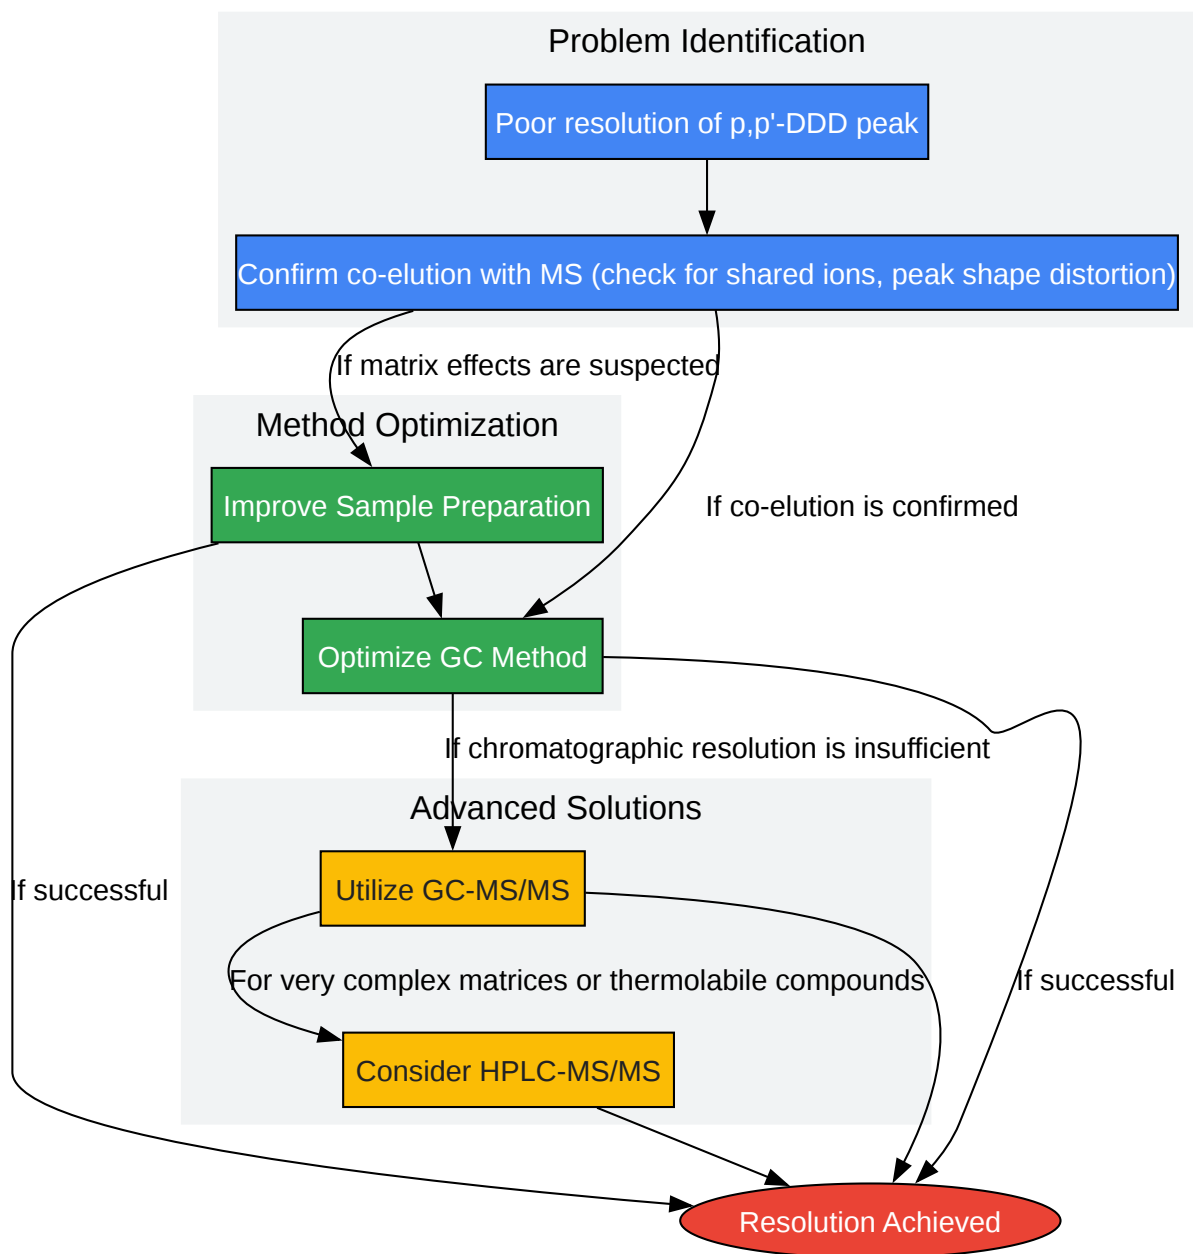 Problem Identification
Poor resolution of p,p'-DDD peak
Confirm co-elution with MS (check for shared ions, peak shape distortion)
If matrix effects are suspected
Method Optimization
Improve Sample Preparation
If co-elution is confirmed
Optimize GC Method
If chromatographic resolution is insufficient
Advanced Solutions
Utilize GC-MS/MS
If successful
For very complex matrices or thermolabile compounds
If successful
Consider HPLC-MS/MS
Resolution Achieved